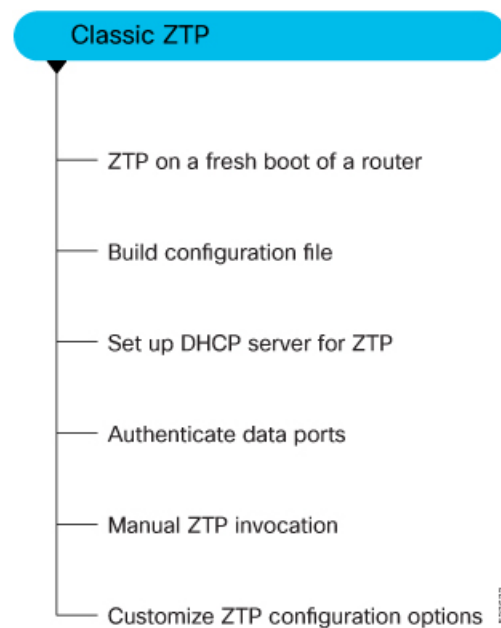 Classic ZTP
ZTP on a fresh boot of a router
Build configuration file
Set up DHCP server for ZTP
Authenticate data ports
Manual ZTP invocation
Customize ZTP configuration options